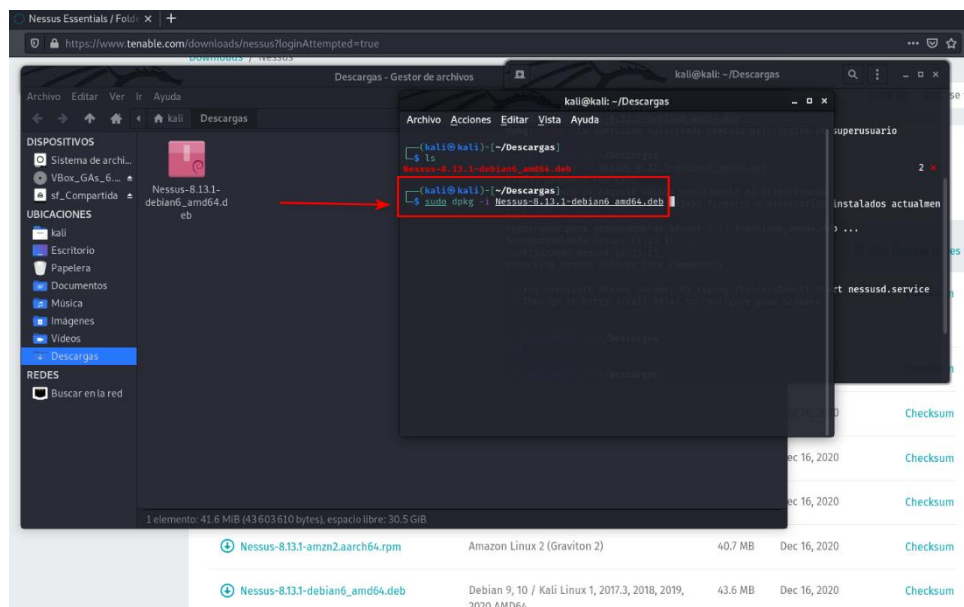 Nessus Essentials / Folde
https://www.tenable.com/downloads/nessus?loginAttempted=true
Descargas - Gestor de archivos
Archivo Editar Ver Ir Ayuda
kali Descargas
DISPOSITIVOS
Sistema de archi...
VBox_GAs_6....
sf_Compartida
UBICACIONES
kali
Escritorio
Papelera
Documentos
Música
Imágenes
Vídeos
Descargas
REDES
Buscar en la red
Nessus-8.13.1-
debian6_amd64.d
eb
1 elemento: 41.6 MiB (43 603 610 bytes), espacio libre: 30.5 GiB
kali@kali: ~/Descargas
superusuario
2
instalados actualmen
rt nessusd.service
kali@kali: ~/Descargas
Archivo Acciones Editar Vista Ayuda
(kali㉿kali)-[~/Descargas]
$ ls
Nessus-8.13.1-debian6_amd64.deb
(kali㉿kali)-[~/Descargas]
$ sudo dpkg -i Nessus-8.13.1-debian6_amd64.deb
Checksum
ec 16, 2020 Checksum
ec 16, 2020 Checksum
Nessus-8.13.1-amzn2.aarch64.rpm Amazon Linux 2 (Graviton 2) 40.7 MB Dec 16, 2020 Checksum
Nessus-8.13.1-debian6_amd64.deb Debian 9, 10 / Kali Linux 1, 2017.3, 2018, 2019, 43.6 MB Dec 16, 2020 Checksum
2020 AMD64